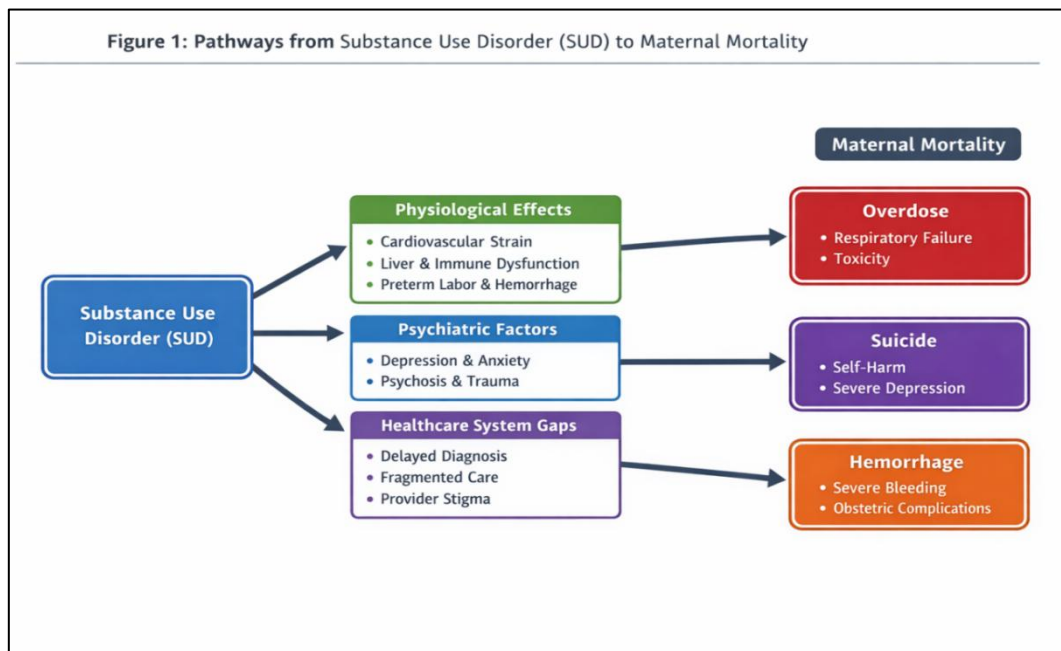 Figure 1: Pathways from Substance Use Disorder (SUD) to Maternal Mortality
Substance Use
Disorder (SUD)
Physiological Effects
• Cardiovascular Strain
• Liver & Immune Dysfunction
• Preterm Labor & Hemorrhage
Psychiatric Factors
• Depression & Anxiety
• Psychosis & Trauma
Healthcare System Gaps
• Delayed Diagnosis
• Fragmented Care
• Provider Stigma
Maternal Mortality
Overdose
• Respiratory Failure
• Toxicity
Suicide
• Self-Harm
• Severe Depression
Hemorrhage
• Severe Bleeding
• Obstetric Complications